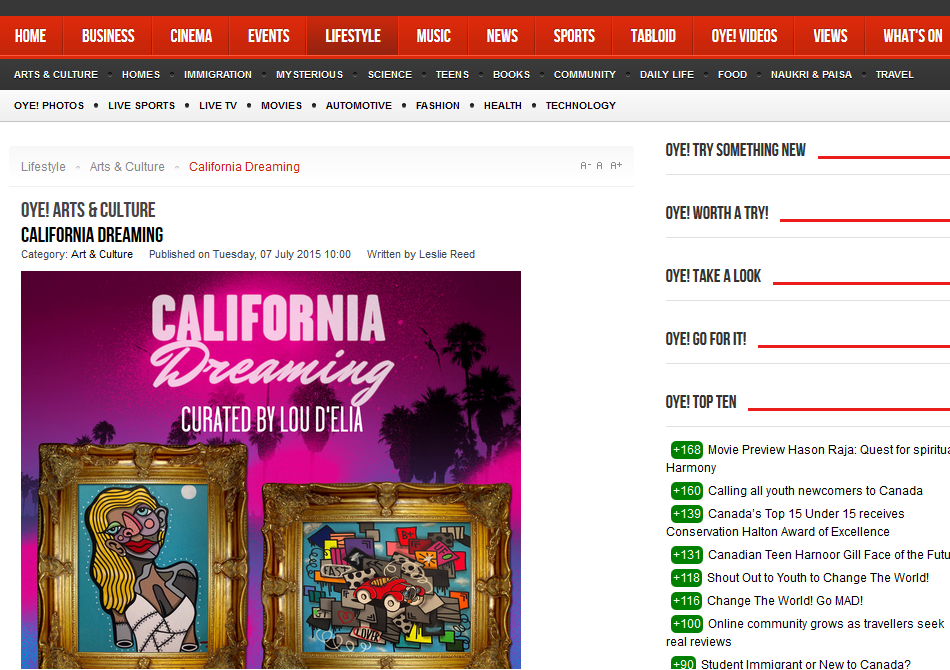 HOME BUSINESS CINEMA EVENTS LIFESTYLE MUSIC NEWS SPORTS TABLOID OYE! VIDEOS VIEWS WHAT'S ON
ARTS & CULTURE HOMES IMMIGRATION MYSTERIOUS SCIENCE TEENS BOOKS COMMUNITY DAILY LIFE FOOD NAUKRI & PAISA TRAVEL
OYE! PHOTOS • LIVE SPORTS • LIVE TV • MOVIES • AUTOMOTIVE • FASHION • HEALTH • TECHNOLOGY
Lifestyle Arts & Culture California Dreaming
A- A A+
OYE! ARTS & CULTURE
CALIFORNIA DREAMING
Category: Art & Culture Published on Tuesday, 07 July 2015 10:00 Written by Leslie Reed
CALIFORNIA
Dreaming
CURATED BY LOU D'ELIA
LOVER
OYE! TRY SOMETHING NEW
OYE! WORTH A TRY!
OYE! TAKE A LOOK
OYE! GO FOR IT!
OYE! TOP TEN
+168 Movie Preview Hason Raja: Quest for spiritua
Harmony
+160 Calling all youth newcomers to Canada
+139 Canada's Top 15 Under 15 receives
Conservation Halton Award of Excellence
+131 Canadian Teen Harnoor Gill Face of the Futu
+118 Shout Out to Youth to Change The World!
+116 Change The World! Go MAD!
+100 Online community grows as travellers seek
real reviews
+90 Student Immigrant or New to Canada?